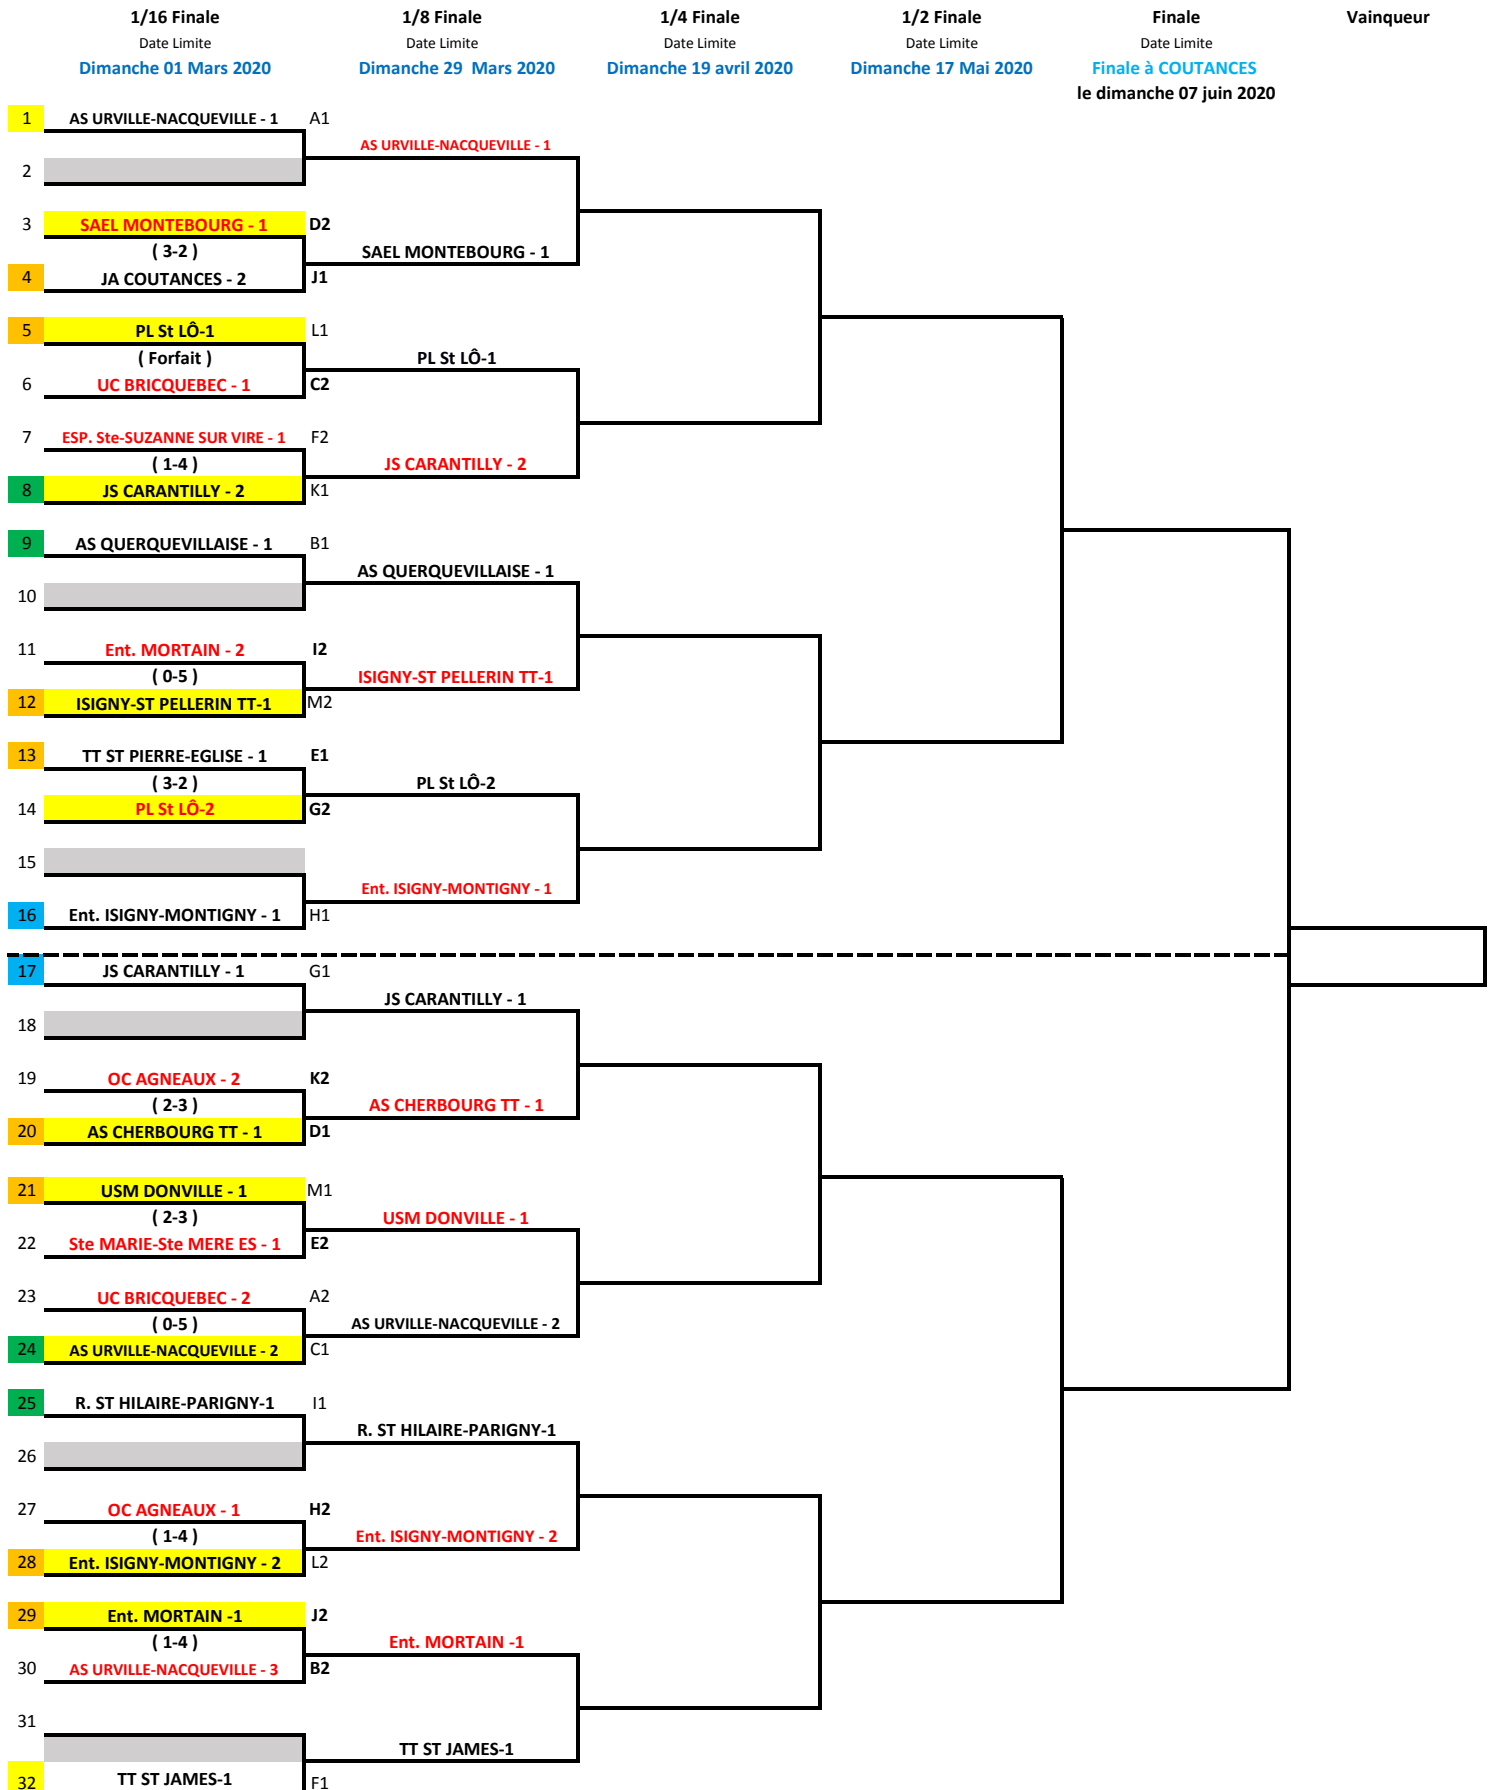 1/16 Finale 1/8 Finale 1/4 Finale 1/2 Finale Finale Vainqueur
Date Limite Date Limite Date Limite Date Limite Date Limite
Dimanche 01 Mars 2020 Dimanche 29 Mars 2020 Dimanche 19 avril 2020 Dimanche 17 Mai 2020 Finale à COUTANCES
le dimanche 07 juin 2020
1 AS URVILLE-NACQUEVILLE - 1 A1
AS URVILLE-NACQUEVILLE - 1
2
3 SAEL MONTEBOURG - 1 D2
( 3-2 ) SAEL MONTEBOURG - 1
4 JA COUTANCES - 2 J1
5 PL St LÔ-1 L1
( Forfait ) PL St LÔ-1
6 UC BRICQUEBEC - 1 C2
7 ESP. Ste-SUZANNE SUR VIRE - 1 F2
( 1-4 ) JS CARANTILLY - 2
8 JS CARANTILLY - 2 K1
9 AS QUERQUEVILLAISE - 1 B1
AS QUERQUEVILLAISE - 1
10
11 Ent. MORTAIN - 2 I2
( 0-5 ) ISIGNY-ST PELLERIN TT-1
12 ISIGNY-ST PELLERIN TT-1 M2
13 TT ST PIERRE-EGLISE - 1 E1
( 3-2 ) PL St LÔ-2
14 PL St LÔ-2 G2
15
Ent. ISIGNY-MONTIGNY - 1
16 Ent. ISIGNY-MONTIGNY - 1 H1
17 JS CARANTILLY - 1 G1
JS CARANTILLY - 1
18
19 OC AGNEAUX - 2 K2
( 2-3 ) AS CHERBOURG TT - 1
20 AS CHERBOURG TT - 1 D1
21 USM DONVILLE - 1 M1
( 2-3 ) USM DONVILLE - 1
22 Ste MARIE-Ste MERE ES - 1 E2
23 UC BRICQUEBEC - 2 A2
( 0-5 ) AS URVILLE-NACQUEVILLE - 2
24 AS URVILLE-NACQUEVILLE - 2 C1
25 R. ST HILAIRE-PARIGNY-1 I1
R. ST HILAIRE-PARIGNY-1
26
27 OC AGNEAUX - 1 H2
( 1-4 ) Ent. ISIGNY-MONTIGNY - 2
28 Ent. ISIGNY-MONTIGNY - 2 L2
29 Ent. MORTAIN -1 J2
( 1-4 ) Ent. MORTAIN -1
30 AS URVILLE-NACQUEVILLE - 3 B2
31
TT ST JAMES-1
32 TT ST JAMES-1 F1